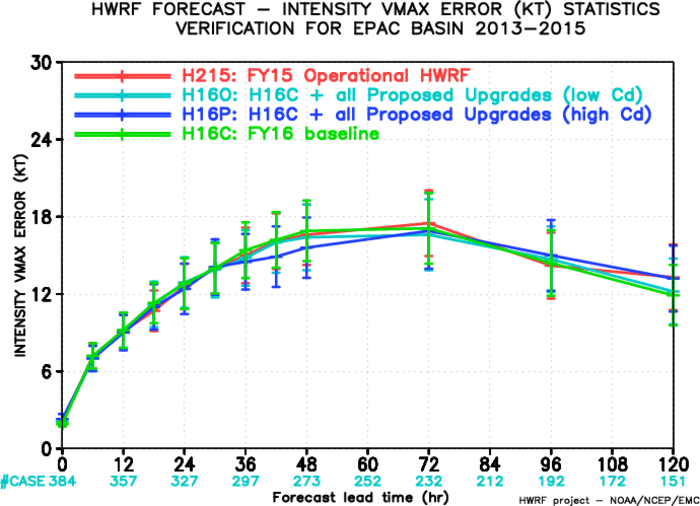 HWRF FORECAST – INTENSITY VMAX ERROR (KT) STATISTICS
VERIFICATION FOR EPAC BASIN 2013–2015
30
24
18
12
6
0
INTENSITY VMAX ERROR (KT)
H215: FY15 Operational HWRF
H16O: H16C + all Proposed Upgrades (low Cd)
H16P: H16C + all Proposed Upgrades (high Cd)
H16C: FY16 baseline
0 12 24 36 48 60 72 84 96 108 120
#CASE 384 357 327 297 273 252 232 212 192 172 151
Forecast lead time (hr)
HWRF project – NOAA/NCEP/EMC